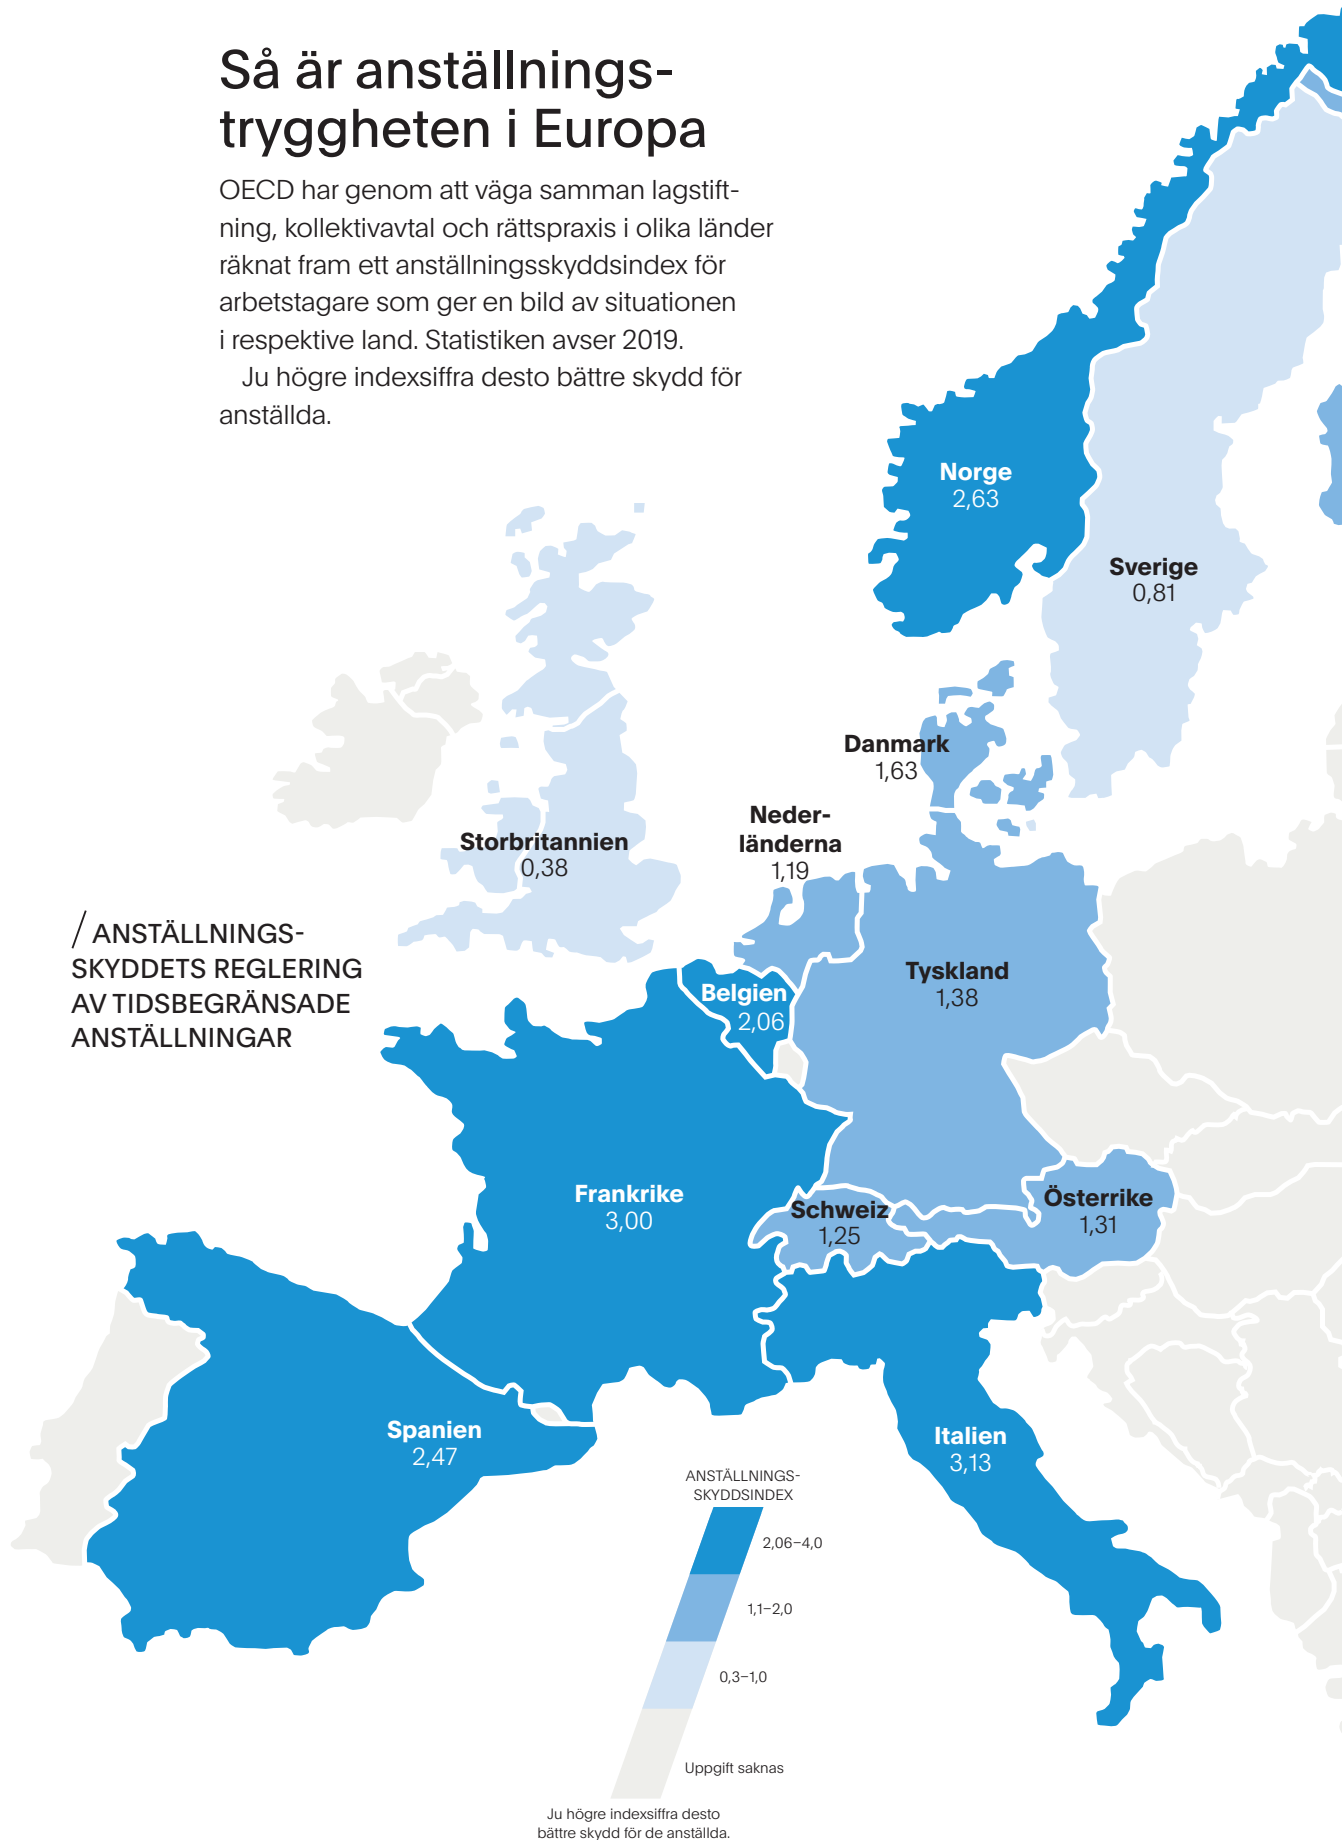 Så är anställnings-
tryggheten i Europa
OECD har genom att väga samman lagstift-
ning, kollektivavtal och rättspraxis i olika länder
räknat fram ett anställningsskyddsindex för
arbetstagare som ger en bild av situationen
i respektive land. Statistiken avser 2019.
Ju högre indexsiffra desto bättre skydd för
anställda.
Norge
2,63
Sverige
0,81
Danmark
1,63
Neder-
länderna
1,19
Storbritannien
0,38
/ ANSTÄLLNINGS-
SKYDDETS REGLERING
AV TIDSBEGRÄNSADE
ANSTÄLLNINGAR
Tyskland
1,38
Belgien
2,06
Frankrike
3,00
Schweiz
1,25
Österrike
1,31
Spanien
2,47
Italien
3,13
ANSTÄLLNINGS-
SKYDDSINDEX
2,06–4,0
1,1–2,0
0,3–1,0
Uppgift saknas
Ju högre indexsiffra desto
bättre skydd för de anställda.